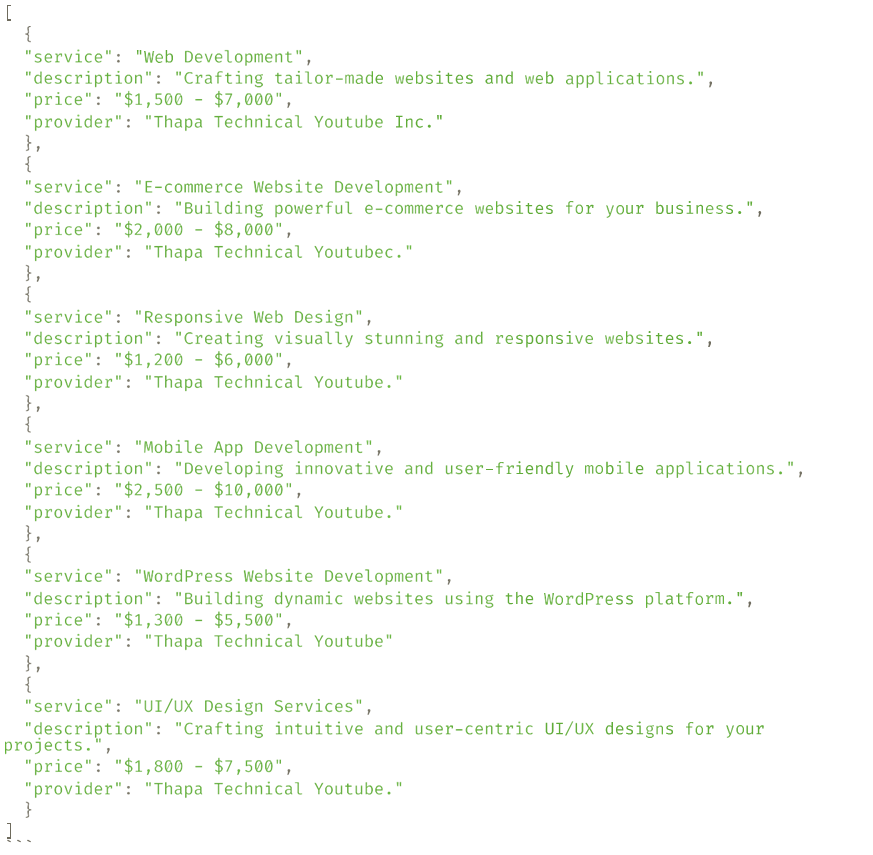 [
{
"service": "Web Development",
"description": "Crafting tailor-made websites and web applications.",
"price": "$1,500 - $7,000",
"provider": "Thapa Technical Youtube Inc."
},
{
"service": "E-commerce Website Development",
"description": "Building powerful e-commerce websites for your business.",
"price": "$2,000 - $8,000",
"provider": "Thapa Technical Youtubec."
},
{
"service": "Responsive Web Design",
"description": "Creating visually stunning and responsive websites.",
"price": "$1,200 - $6,000",
"provider": "Thapa Technical Youtube."
},
{
"service": "Mobile App Development",
"description": "Developing innovative and user-friendly mobile applications.",
"price": "$2,500 - $10,000",
"provider": "Thapa Technical Youtube."
},
{
"service": "WordPress Website Development",
"description": "Building dynamic websites using the WordPress platform.",
"price": "$1,300 - $5,500",
"provider": "Thapa Technical Youtube"
},
{
"service": "UI/UX Design Services",
"description": "Crafting intuitive and user-centric UI/UX designs for your
projects.",
"price": "$1,800 - $7,500",
"provider": "Thapa Technical Youtube."
}
]
```